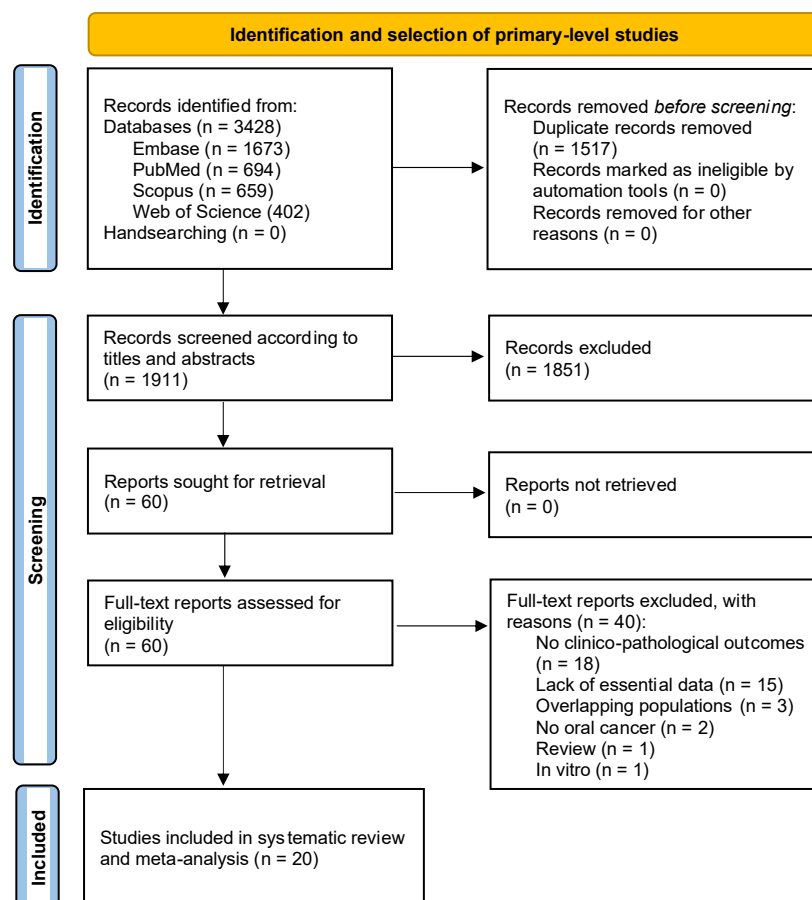 Identification and selection of primary-level studies
Identification
Records identified from:
Databases (n = 3428)
Embase = 1673)
PubMed = 694)
Scopus = 659)
Web of Science (402)
Handsearching (n = 0)
Records removed before screening:
Duplicate records removed
(n = 1517)
Records marked as ineligible by
automation tools (n = 0)
Records removed for other
reasons (n = 0)
Screening
Records screened according to
titles and abstracts
(n = 1911)
Records excluded
(n = 1851)
Reports sought for retrieval
(n = 60)
Reports not retrieved
(n = 0)
Full-text reports assessed for
eligibility
(n = 60)
Full-text reports excluded, with
reasons (n = 40):
No clinico-pathological outcomes
(n = 18)
Lack of essential data (n = 15)
Overlapping populations (n = 3)
No oral cancer (n = 2)
Review (n = 1)
In vitro (n = 1)
Included
Studies included in systematic review
and meta-analysis (n = 20)